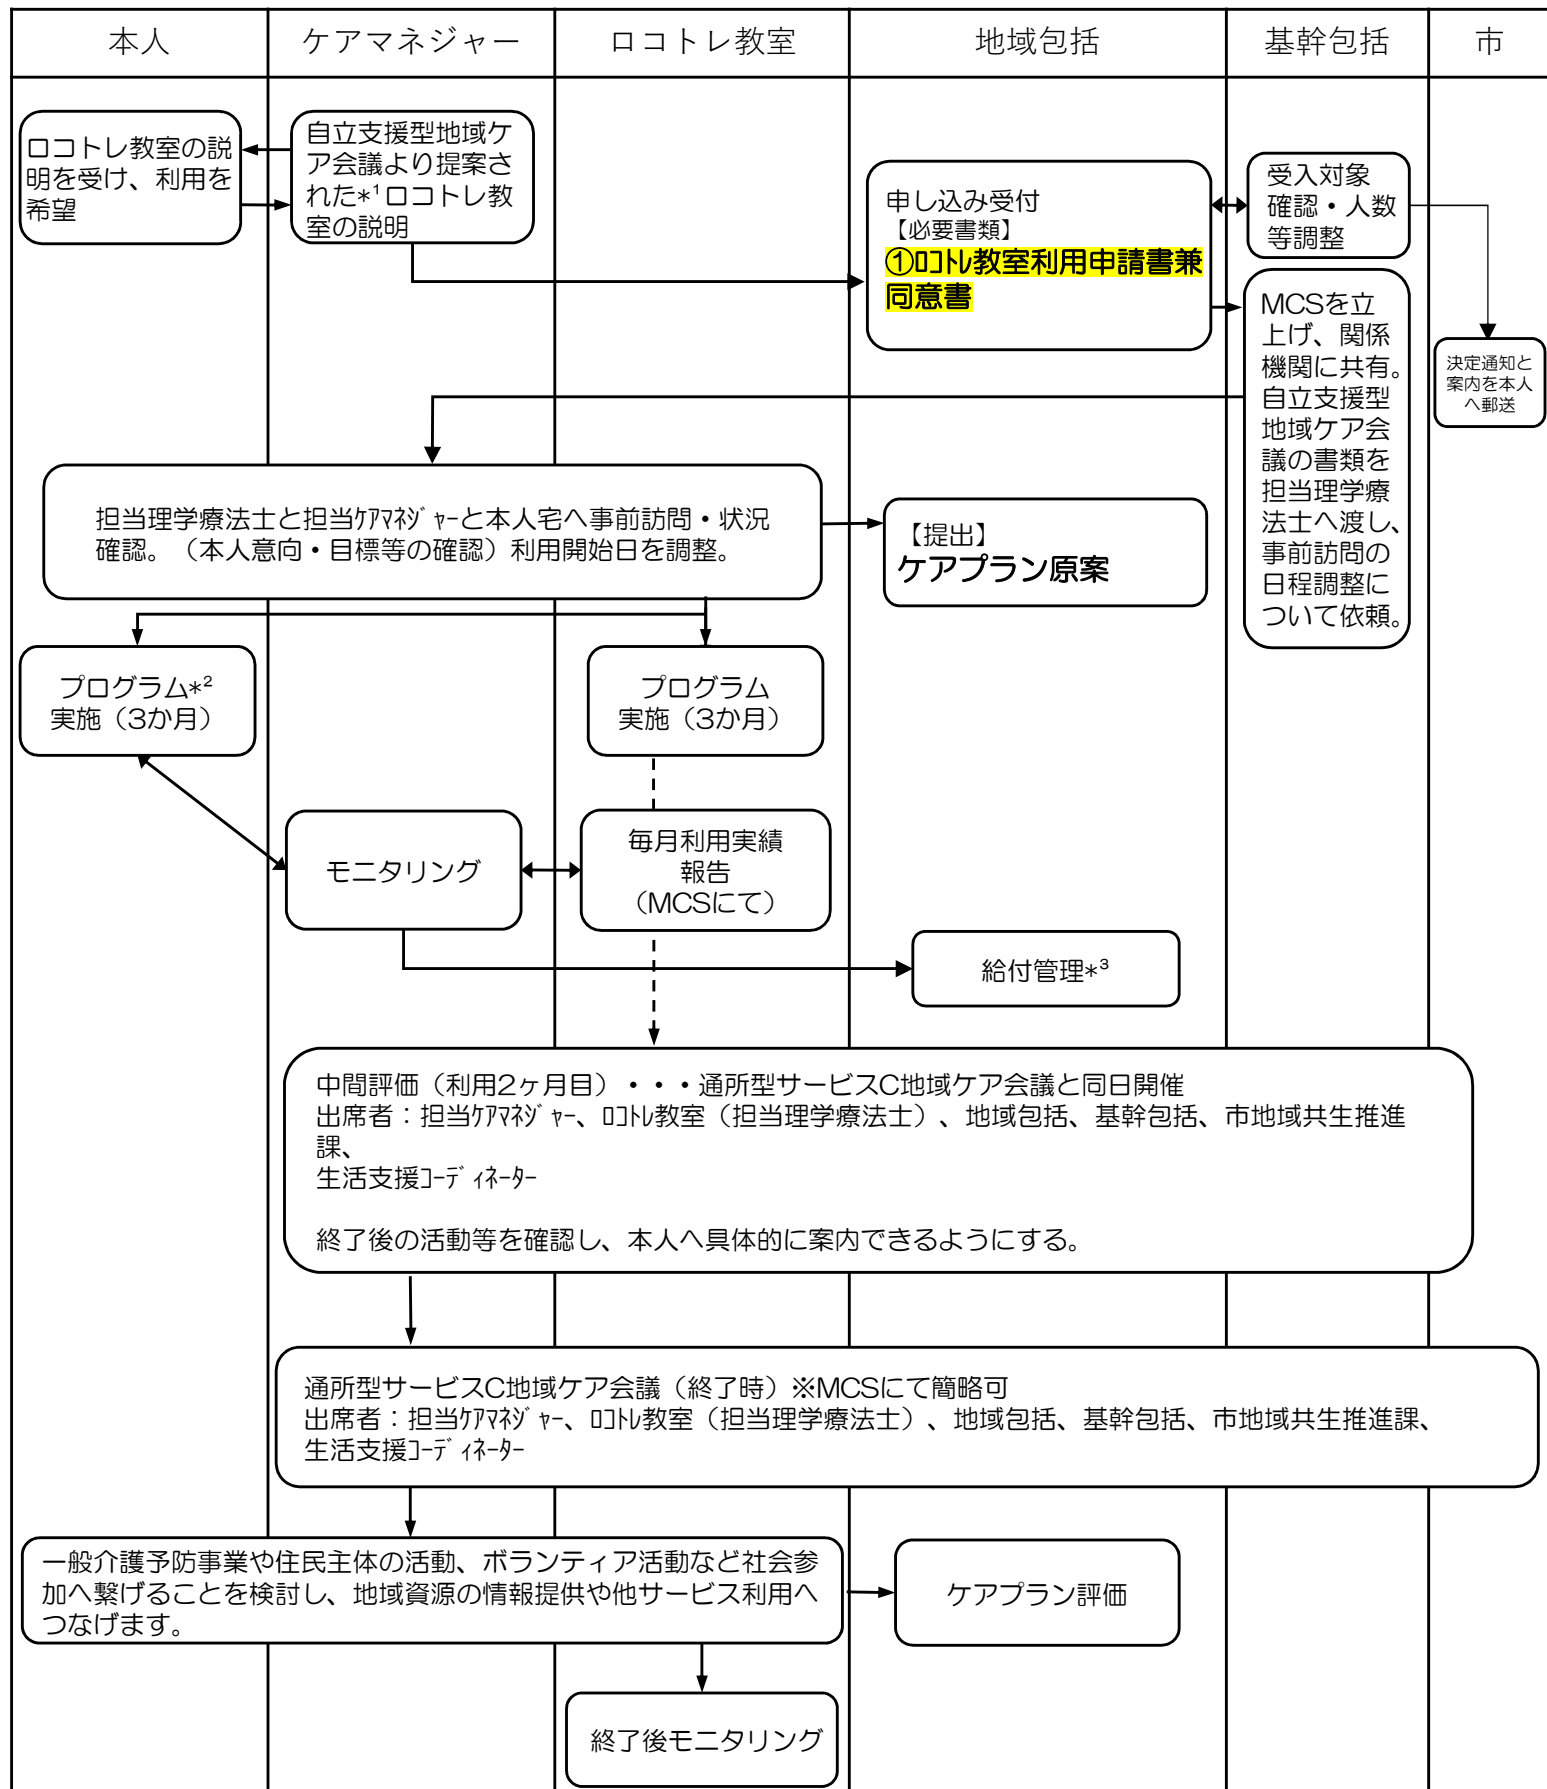 本人
ケアマネジャー
ロコトレ教室
地域包括
基幹包括
市
ロコトレ教室の説
明を受け、利用を
希望
自立支援型地域ケ
ア会議より提案さ
れた*¹ロコトレ教
室の説明
申し込み受付
【必要書類】
①ﾛｺﾄﾚ教室利用申請書兼
同意書
受入対象
確認・人数
等調整
MCSを立
上げ、関係
機関に共有。
自立支援型
地域ケア会
議の書類を
担当理学療
法士へ渡し、
事前訪問の
日程調整に
ついて依頼。
決定通知と
案内を本人
へ郵送
担当理学療法士と担当ｹｱﾏﾈｼﾞｬｰと本人宅へ事前訪問・状況
確認。（本人意向・目標等の確認）利用開始日を調整。
【提出】
ケアプラン原案
プログラム*²
実施（3か月）
プログラム
実施（3か月）
モニタリング
毎月利用実績
報告
（MCSにて）
給付管理*³
中間評価（利用2ヶ月目）・・・通所型サービスC地域ケア会議と同日開催
出席者：担当ｹｱﾏﾈｼﾞｬｰ、ﾛｺﾄﾚ教室（担当理学療法士）、地域包括、基幹包括、市地域共生推進
課、
生活支援ｺｰﾃﾞｨﾈｰﾀｰ
終了後の活動等を確認し、本人へ具体的に案内できるようにする。
通所型サービスC地域ケア会議（終了時）※MCSにて簡略可
出席者：担当ｹｱﾏﾈｼﾞｬｰ、ﾛｺﾄﾚ教室（担当理学療法士）、地域包括、基幹包括、市地域共生推進課、
生活支援ｺｰﾃﾞｨﾈｰﾀｰ
一般介護予防事業や住民主体の活動、ボランティア活動など社会参
加へ繋げることを検討し、地域資源の情報提供や他サービス利用へ
つなげます。
ケアプラン評価
終了後モニタリング